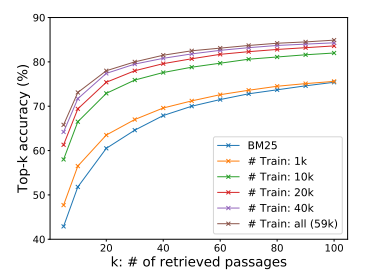 90
80
70
60
50
40
Top-k accuracy (%)
BM25
# Train: 1k
# Train: 10k
# Train: 20k
# Train: 40k
# Train: all (59k)
20 40 60 80 100
k: # of retrieved passages